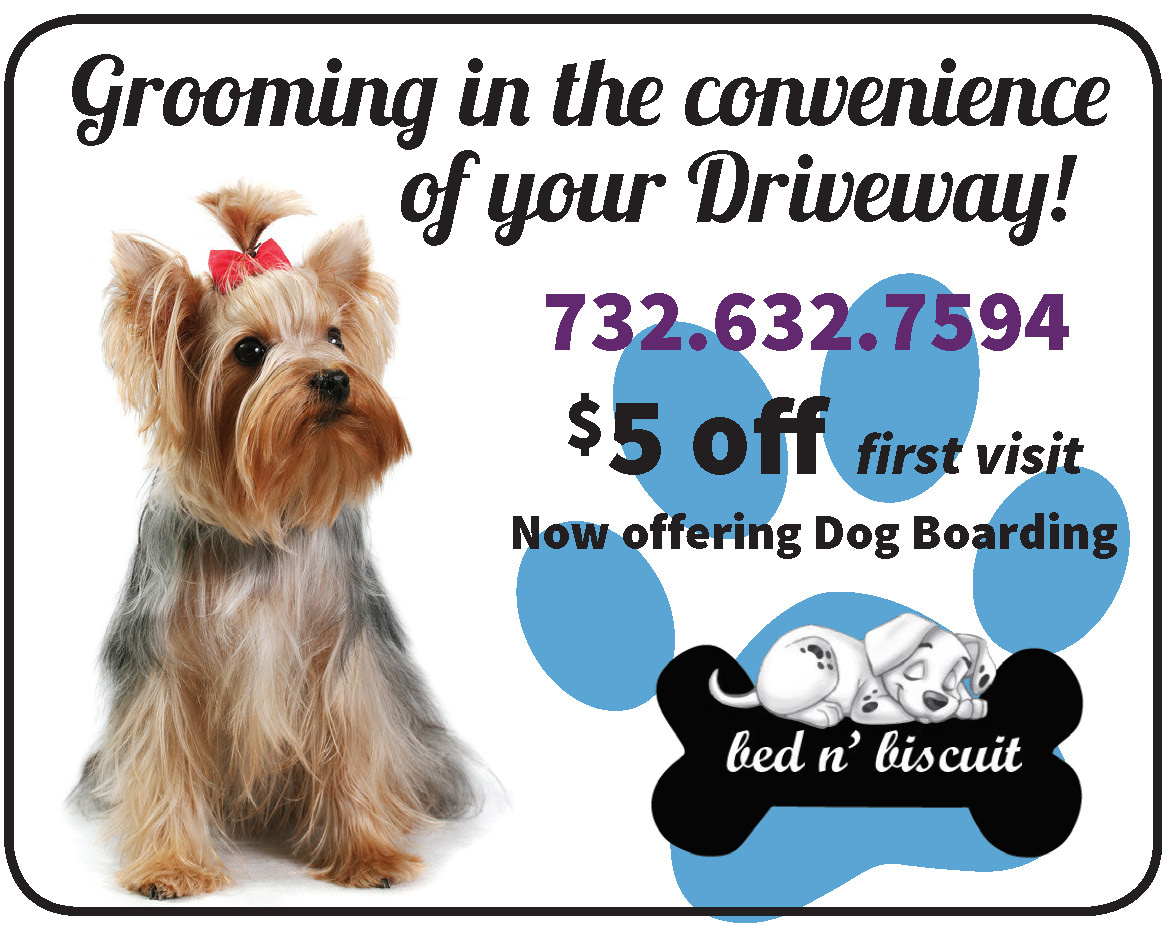 Grooming in the convenience
of your Driveway!
732.632.7594
$5 off first visit
Now offering Dog Boarding
bed n' biscuit